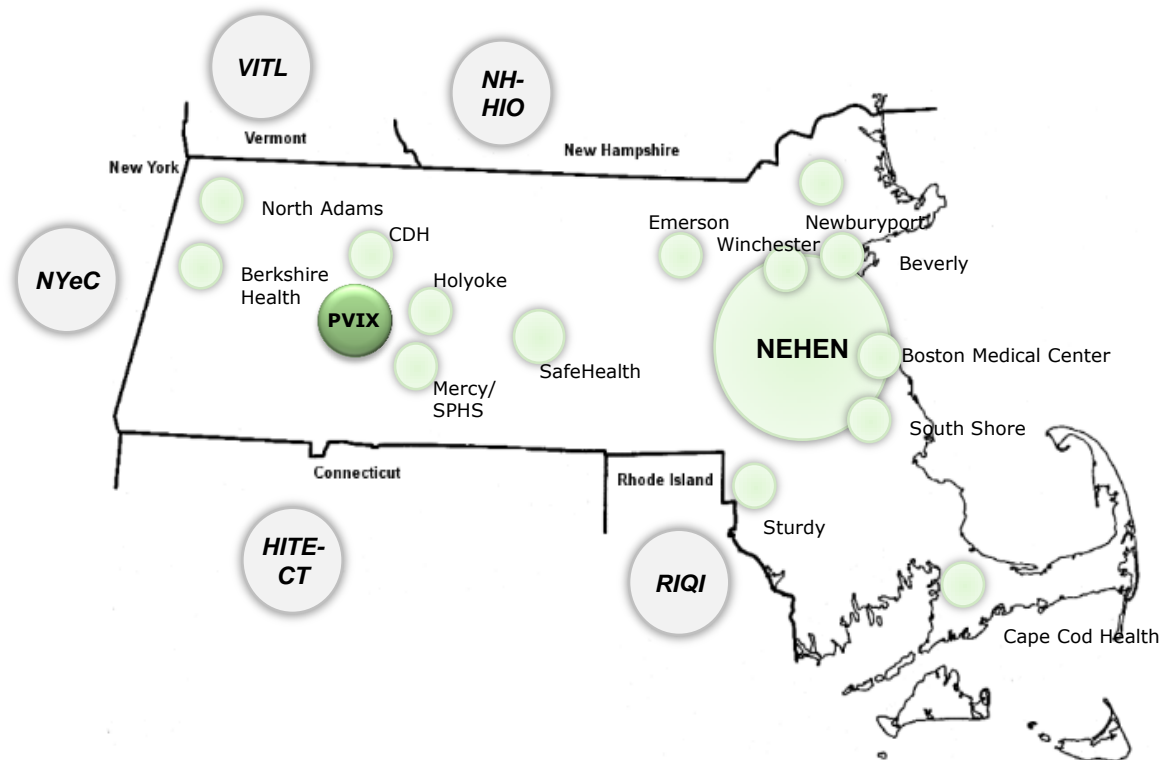 VITL
NH-
HIO
Vermont
New Hampshire
New York
North Adams
Emerson
Newburyport
CDH
Winchester
Beverly
NYeC
Berkshire
Health
Holyoke
PVIX
NEHEN
Boston Medical Center
SafeHealth
Mercy/
SPHS
South Shore
Connecticut
Rhode Island
Sturdy
HITE-
CT
RIQI
Cape Cod Health